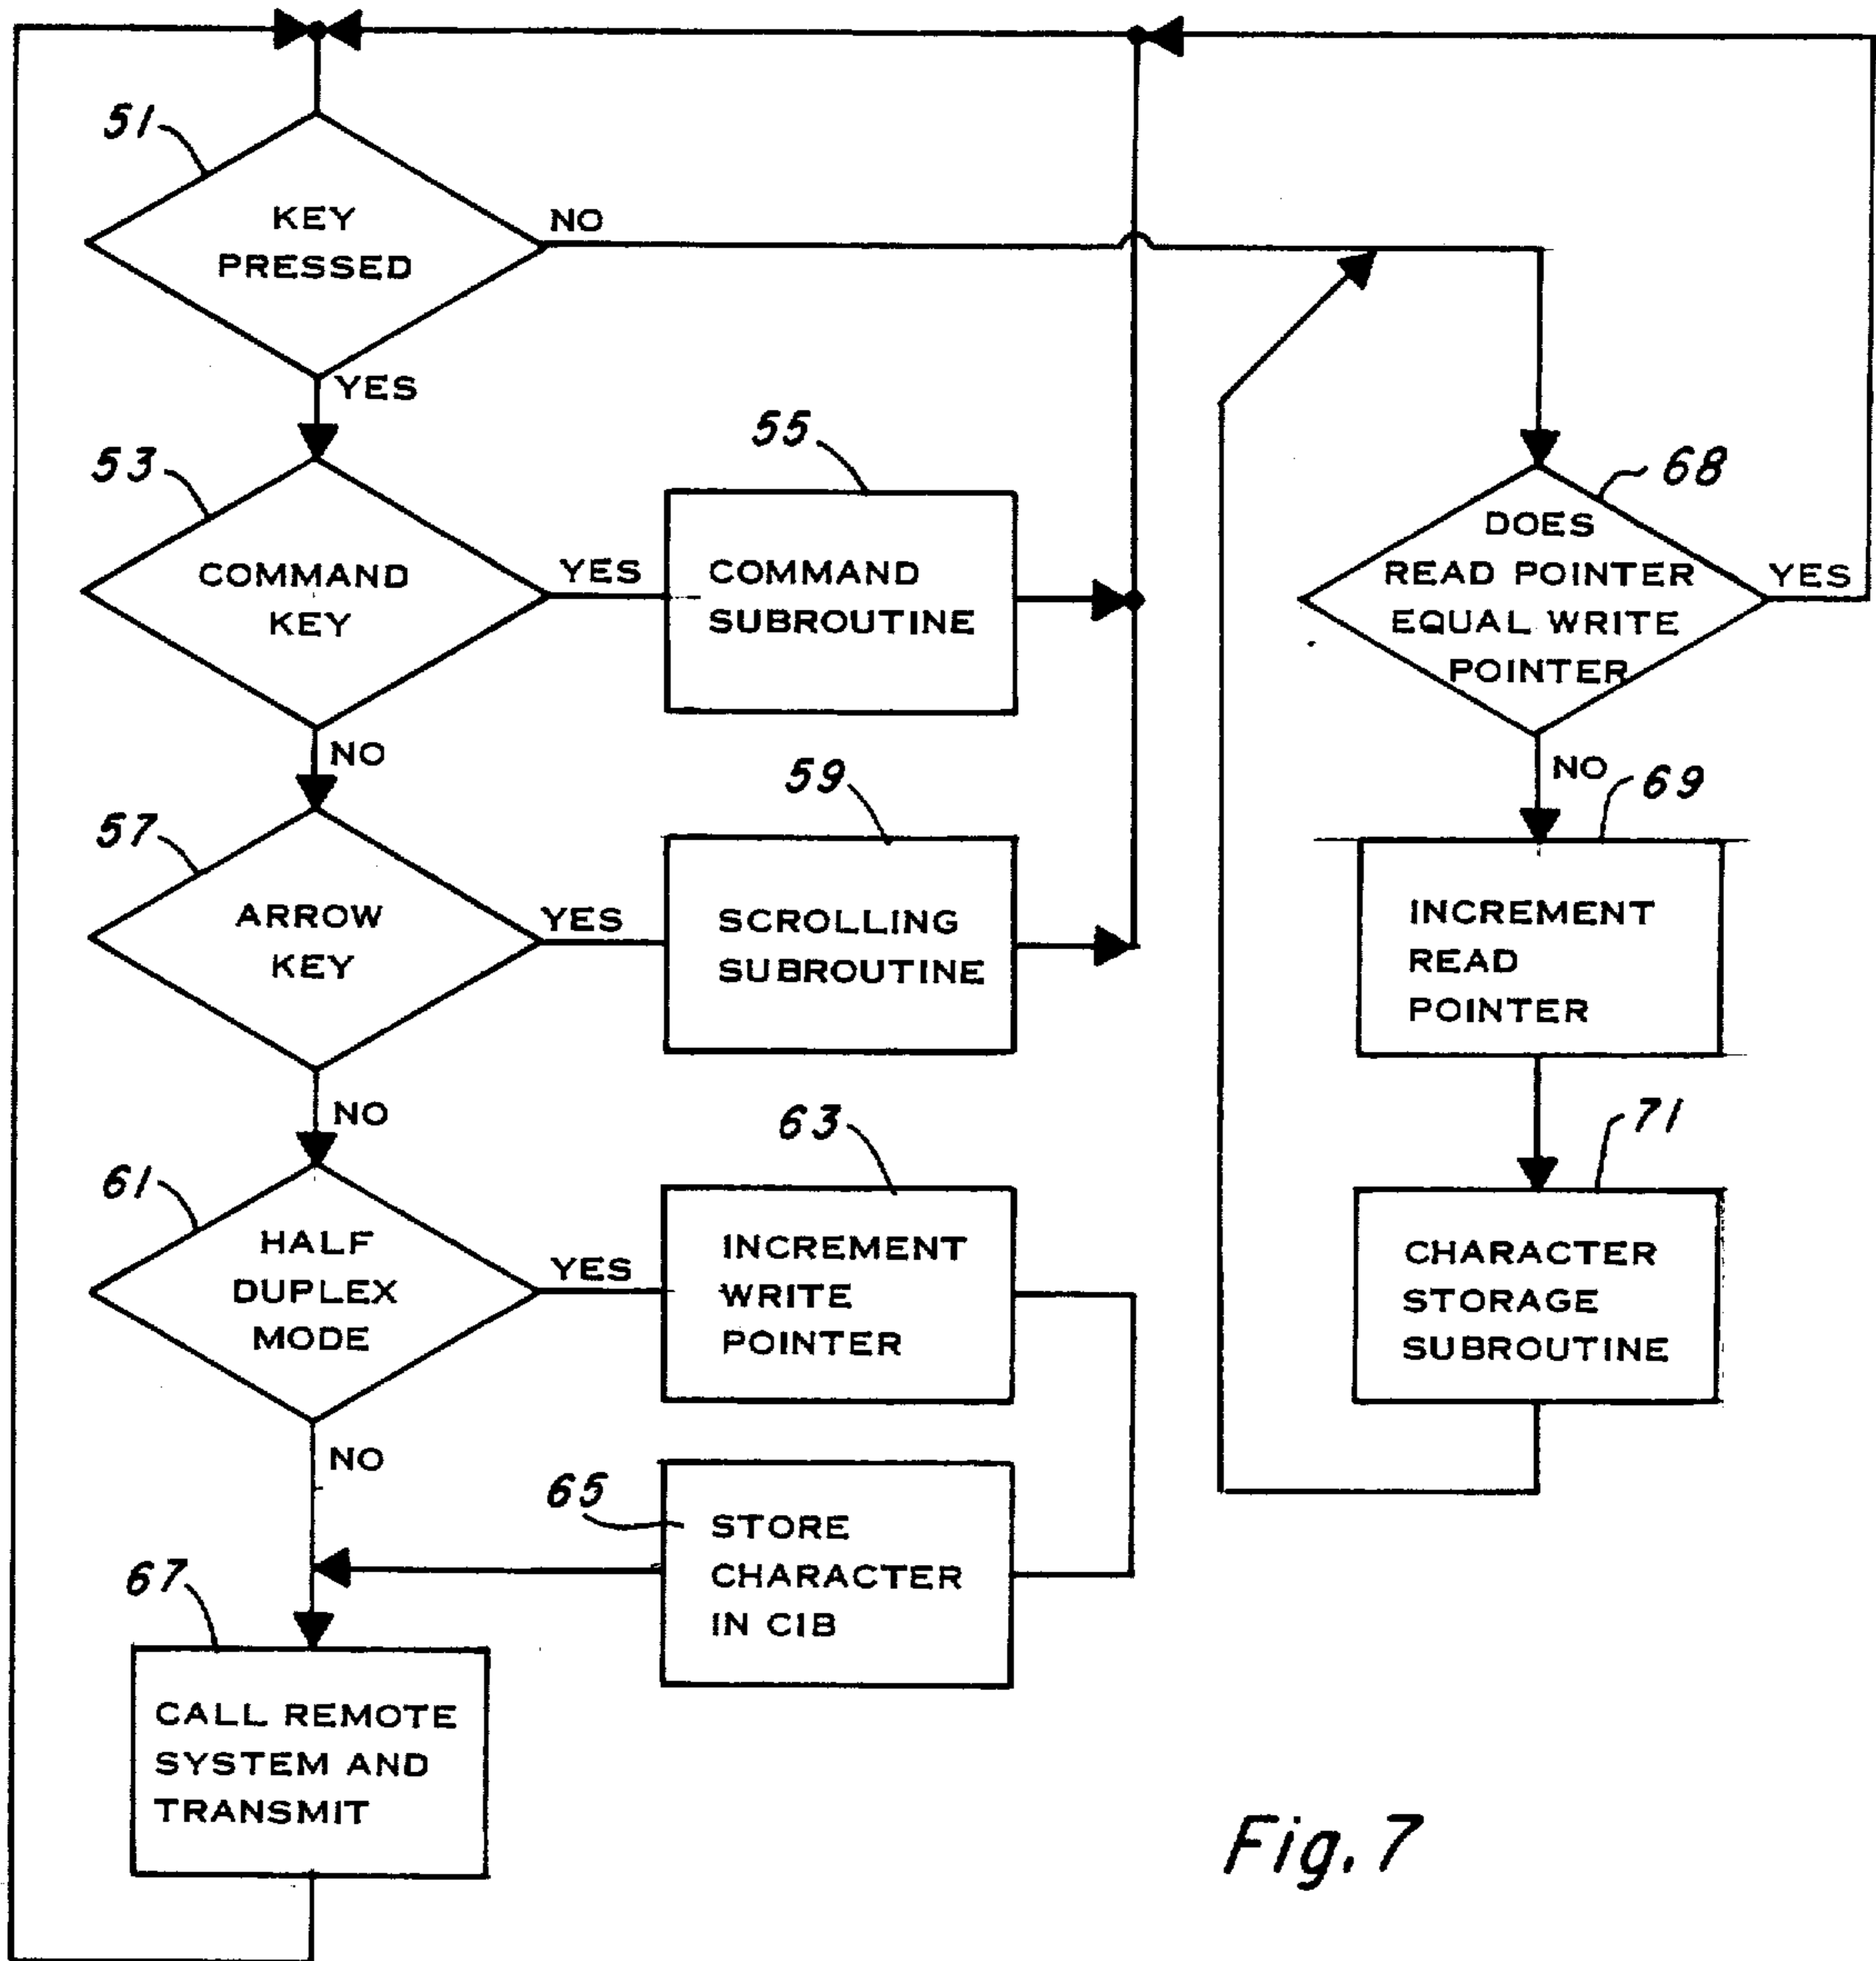 51
KEY
PRESSED
NO
YES
53
COMMAND
KEY
YES
55
COMMAND
SUBROUTINE
NO
57
ARROW
KEY
YES
59
SCROLLING
SUBROUTINE
NO
61
HALF
DUPLEX
MODE
YES
63
INCREMENT
WRITE
POINTER
NO
65
STORE
CHARACTER
IN CIB
67
CALL REMOTE
SYSTEM AND
TRANSMIT
68
DOES
READ POINTER
EQUAL WRITE
POINTER
YES
NO
69
INCREMENT
READ
POINTER
71
CHARACTER
STORAGE
SUBROUTINE
Fig. 7